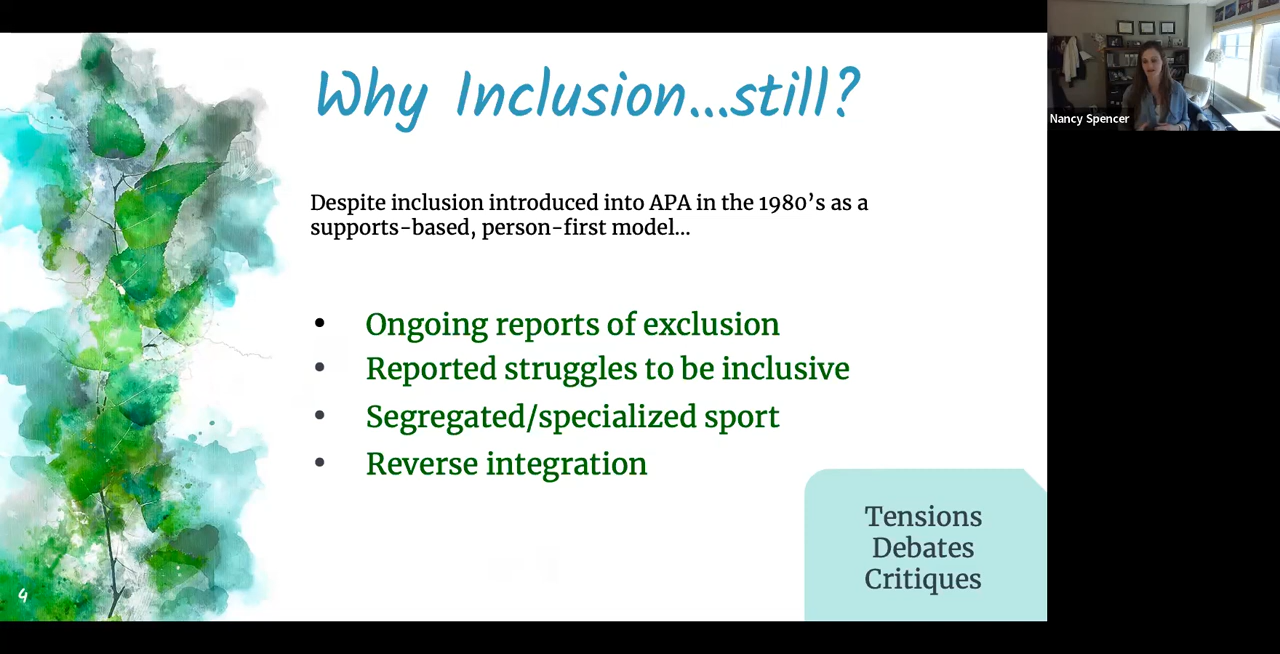 Why Inclusion...still?
Despite inclusion introduced into APA in the 1980’s as a
supports-based, person-first model...
• Ongoing reports of exclusion
• Reported struggles to be inclusive
• Segregated/specialized sport
• Reverse integration
Tensions
Debates
Critiques
4
Nancy Spencer